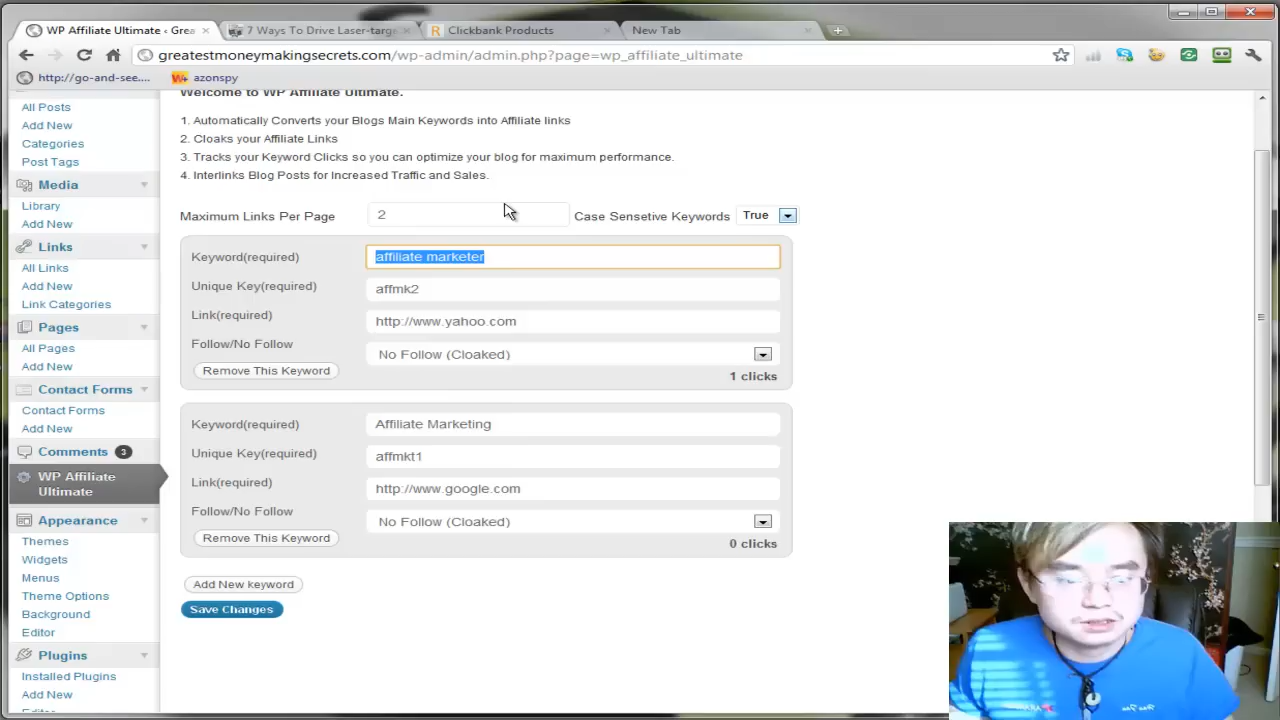 WP Affiliate Ultimate ‹ Grea
7 Ways To Drive Laser-targ
Clickbank Products
New Tab
greatestmoneymakingsecrets.com/wp-admin/admin.php?page=wp_affiliate_ultimate
http://go-and-see....
azonspy
All Posts
Add New
Categories
Post Tags
Media
Library
Add New
Links
All Links
Add New
Link Categories
Pages
All Pages
Add New
Contact Forms
Contact Forms
Add New
Comments 3
WP Affiliate
Ultimate
Appearance
Themes
Widgets
Menus
Theme Options
Background
Editor
Plugins
Installed Plugins
Add New
Editor
Welcome to WP Affiliate Ultimate.
1. Automatically Converts your Blogs Main Keywords into Affiliate links
2. Cloaks your Affiliate Links
3. Tracks your Keyword Clicks so you can optimize your blog for maximum performance.
4. Interlinks Blog Posts for Increased Traffic and Sales.
Maximum Links Per Page 2 Case Sensetive Keywords True
Keyword(required) affiliate marketer
Unique Key(required) affmk2
Link(required) http://www.yahoo.com
Follow/No Follow No Follow (Cloaked)
Remove This Keyword
1 clicks
Keyword(required) Affiliate Marketing
Unique Key(required) affmkt1
Link(required) http://www.google.com
Follow/No Follow No Follow (Cloaked)
Remove This Keyword
0 clicks
Add New keyword
Save Changes